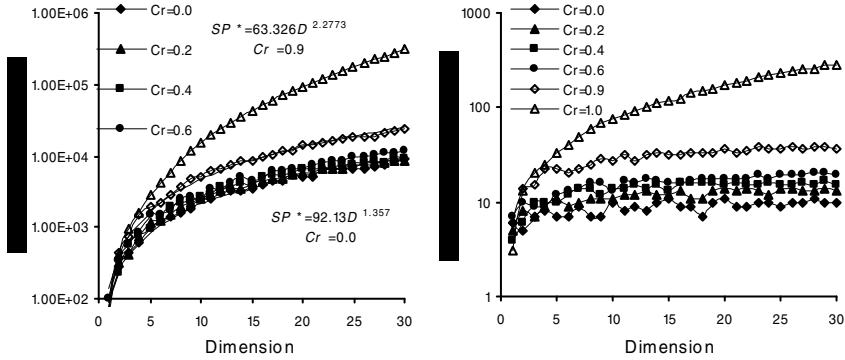 1.00E+06
1.00E+05
1.00E+04
1.00E+03
1.00E+02
Cr=0.0
Cr=0.2
Cr=0.4
Cr=0.6
SP *=63.326D 2.2773
Cr =0.9
SP *=92.13D 1.357
Cr =0.0
0 5 10 15 20 25 30
Dimension
1000
100
10
1
Cr=0.0
Cr=0.2
Cr=0.4
Cr=0.6
Cr=0.9
Cr=1.0
0 5 10 15 20 25 30
Dimension